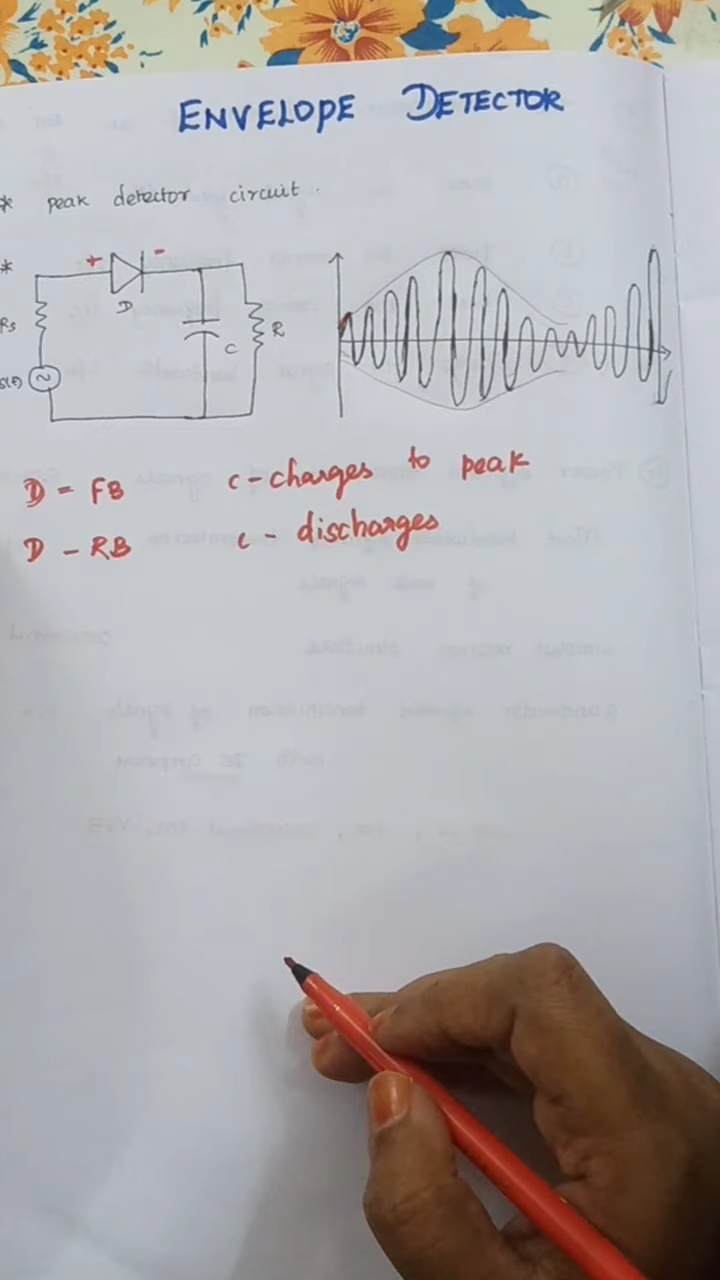 ENVELOPE DETECTOR
* peak detector circuit.
*
+ -
D
Rs
C
R
s(t)
D = FB c - charges to peak
D - RB c - discharges